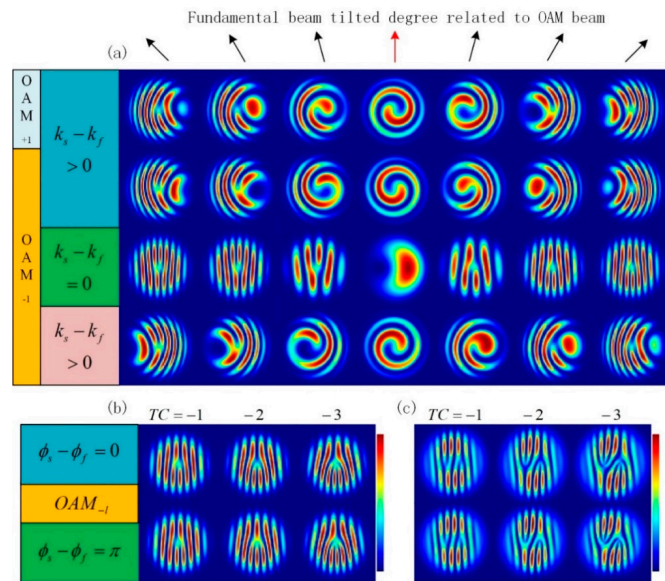 Fundamental beam tilted degree related to OAM beam
(a)
OAM
+1
k_s − k_f
> 0
OAM
-1
k_s − k_f
= 0
k_s − k_f
> 0
(b) TC = −1 −2 −3
(c) TC = −1 −2 −3
ϕ_s − ϕ_f = 0
OAM_{−l}
ϕ_s − ϕ_f = π